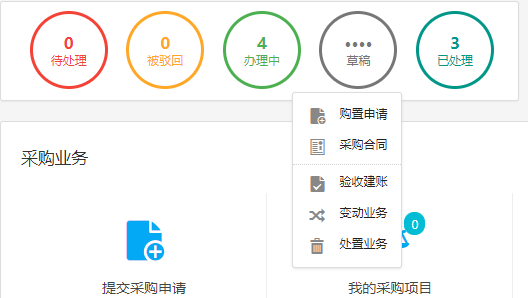 0
待处理
0
被驳回
4
办理中
••••
草稿
3
已处理
购置申请
采购合同
验收建账
变动业务
处置业务
采购业务
0
提交采购申请
我的采购项目